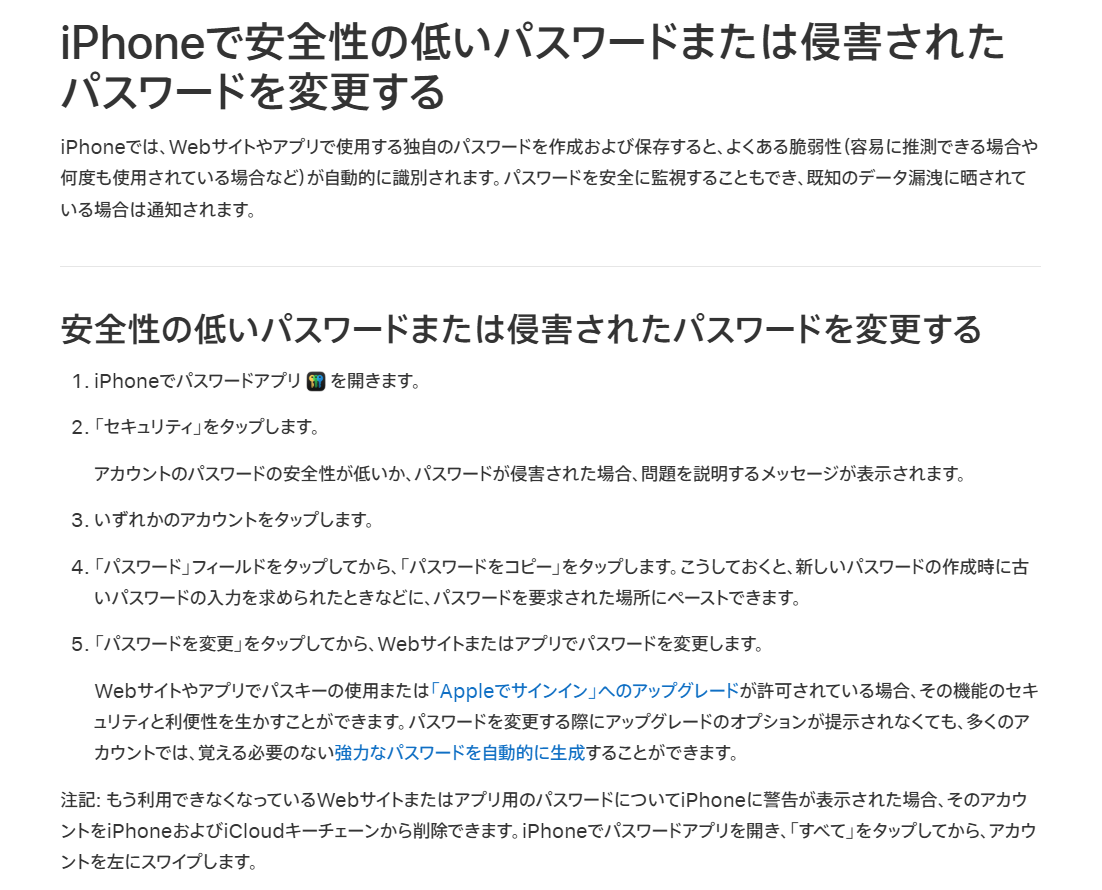 iPhoneで安全性の低いパスワードまたは侵害された
パスワードを変更する
iPhoneでは、Webサイトやアプリで使用する独自のパスワードを作成および保存すると、よくある脆弱性(容易に推測できる場合や
何度も使用されている場合など)が自動的に識別されます。パスワードを安全に監視することもでき、既知のデータ漏洩に晒されて
いる場合は通知されます。
安全性の低いパスワードまたは侵害されたパスワードを変更する
1. iPhoneでパスワードアプリ を開きます。
2. 「セキュリティ」をタップします。
アカウントのパスワードの安全性が低いか、パスワードが侵害された場合、問題を説明するメッセージが表示されます。
3. いずれかのアカウントをタップします。
4. 「パスワード」フィールドをタップしてから、「パスワードをコピー」をタップします。こうしておくと、新しいパスワードの作成時に古
いパスワードの入力を求められたときなどに、パスワードを要求された場所にペーストできます。
5. 「パスワードを変更」をタップしてから、Webサイトまたはアプリでパスワードを変更します。
Webサイトやアプリでパスキーの使用または「Appleでサインイン」へのアップグレードが許可されている場合、その機能のセキ
ュリティと利便性を生かすことができます。パスワードを変更する際にアップグレードのオプションが提示されなくても、多くのア
カウントでは、覚える必要のない強力なパスワードを自動的に生成することができます。
注記: もう利用できなくなっているWebサイトまたはアプリ用のパスワードについてiPhoneに警告が表示された場合、そのアカウ
ントをiPhoneおよびiCloudキーチェーンから削除できます。iPhoneでパスワードアプリを開き、「すべて」をタップしてから、アカウ
ントを左にスワイプします。